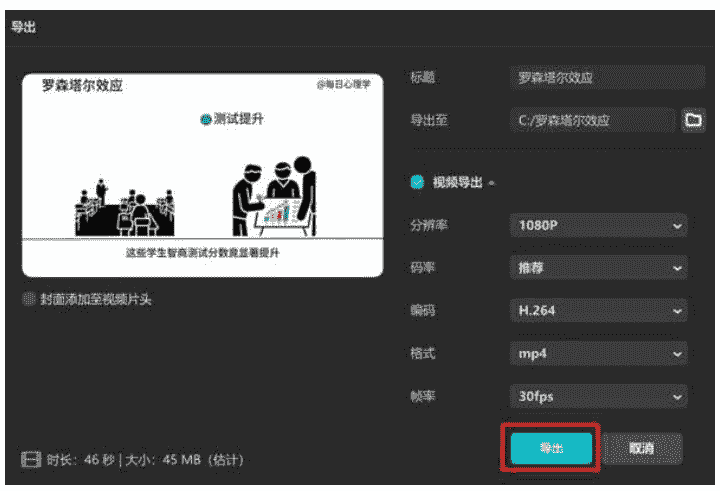 导出
罗森塔尔效应
@每日心理学
测试提升
这些学生智商测试分数竟显著提升
封面添加至视频片头
标题 罗森塔尔效应
导出至 C:/罗森塔尔效应
视频导出
分辨率 1080P
码率 推荐
编码 H.264
格式 mp4
帧率 30fps
时长: 46 秒 | 大小: 45 MB (估计)
导出 取消